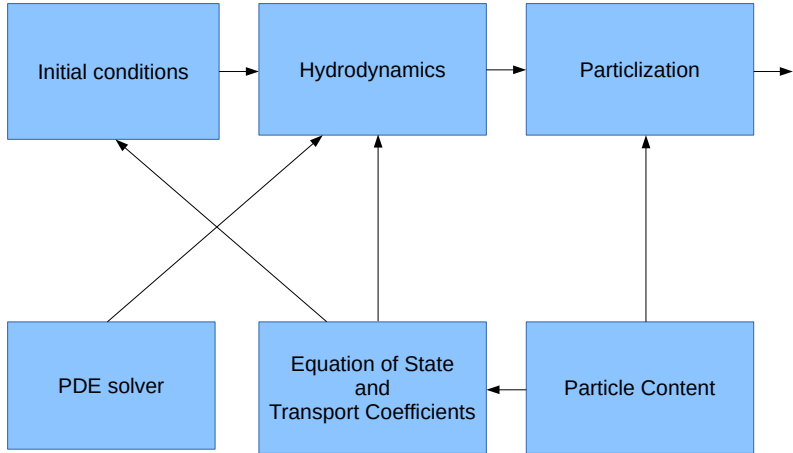 Initial conditions
Hydrodynamics
Particlization
PDE solver
Equation of State
and
Transport Coefficients
Particle Content